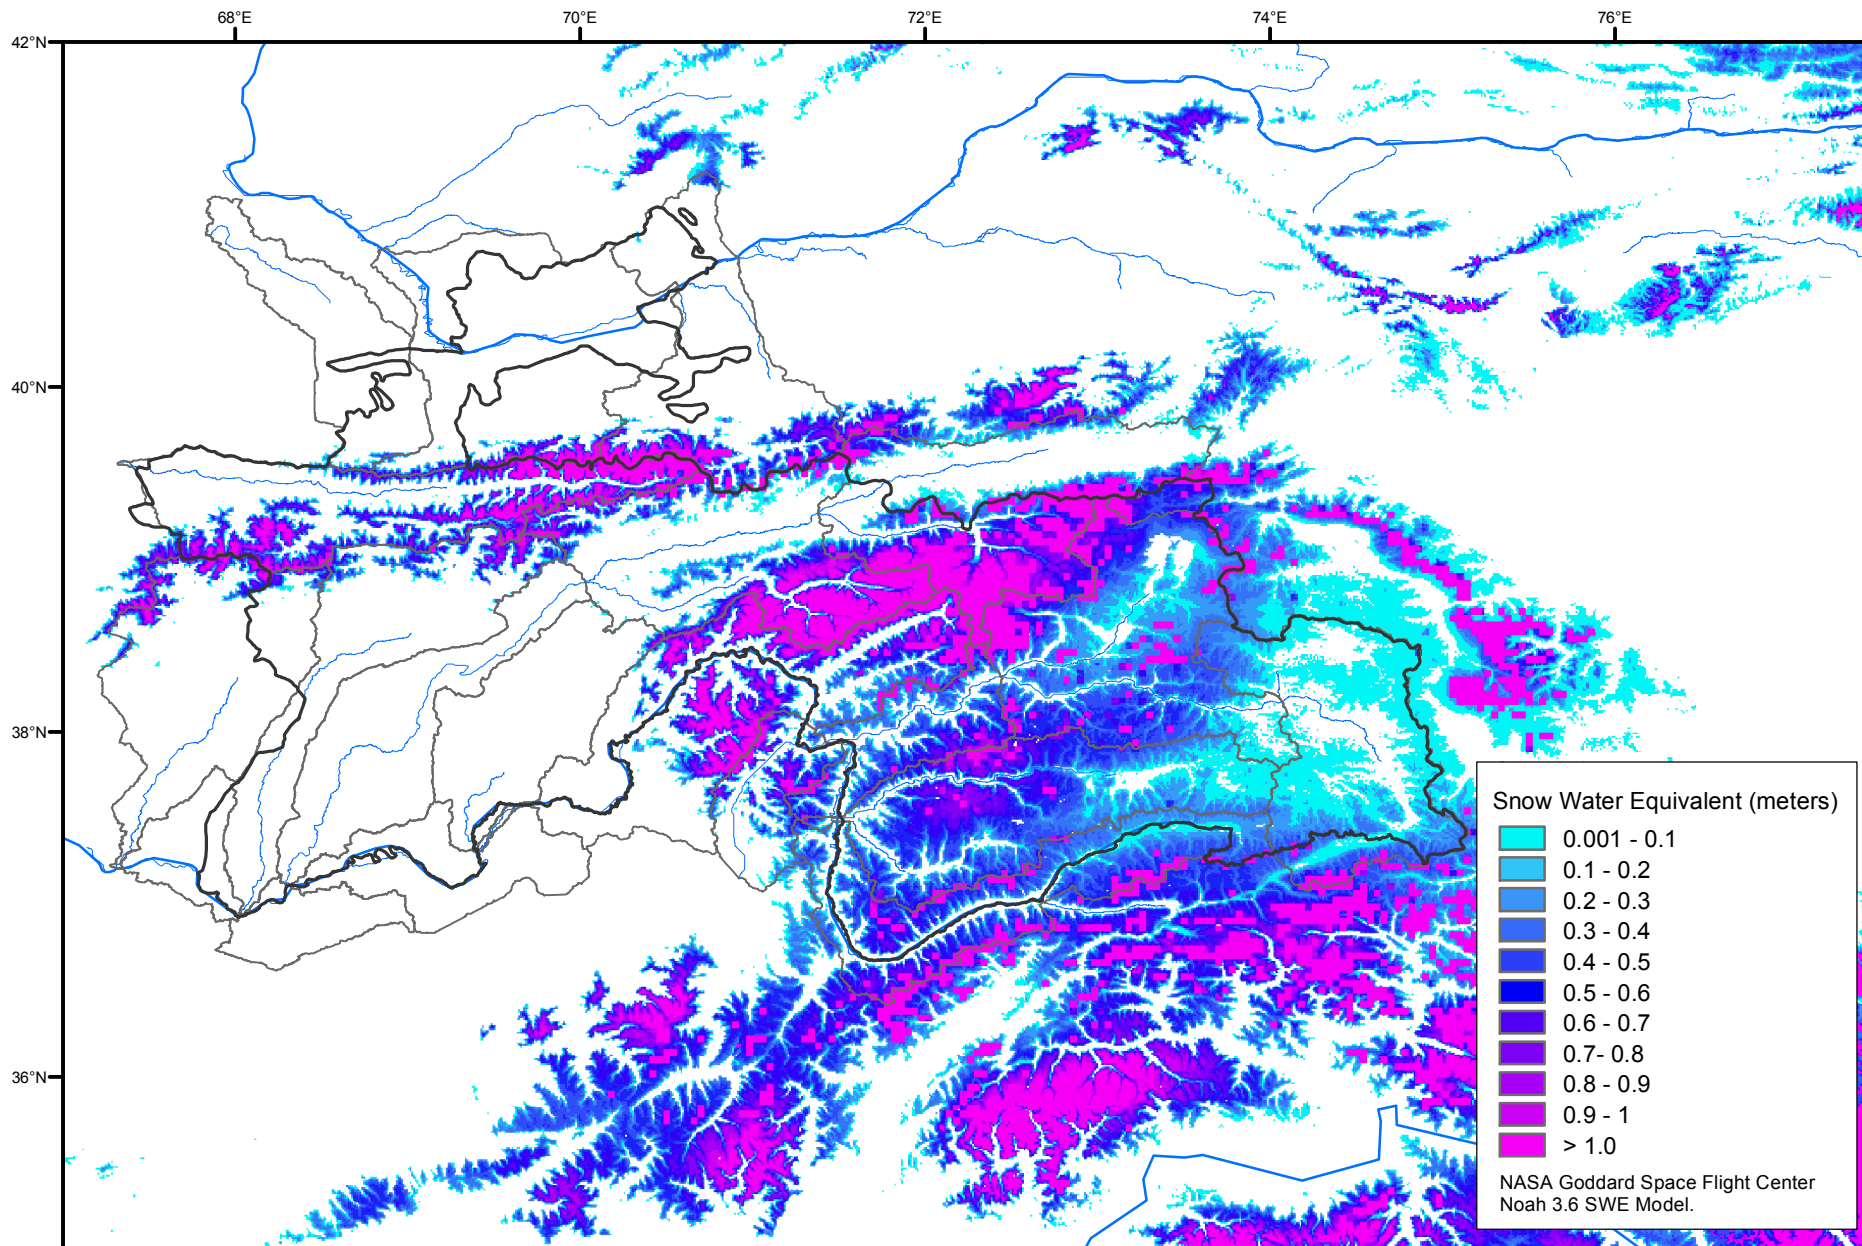 68°E 70°E 72°E 74°E 76°E
42°N
40°N
38°N
36°N
Snow Water Equivalent (meters)
0.001 - 0.1
0.1 - 0.2
0.2 - 0.3
0.3 - 0.4
0.4 - 0.5
0.5 - 0.6
0.6 - 0.7
0.7- 0.8
0.8 - 0.9
0.9 - 1
> 1.0
NASA Goddard Space Flight Center
Noah 3.6 SWE Model.